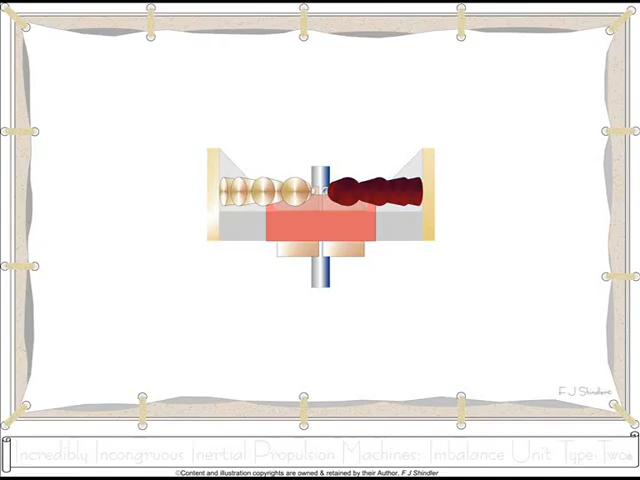 F J Shindler
Incredibly Incongruous Inertial Propulsion Machines: Imbalance Unit Type: Two
©Content and illustration copyrights are owned & retained by their Author, F J Shindler